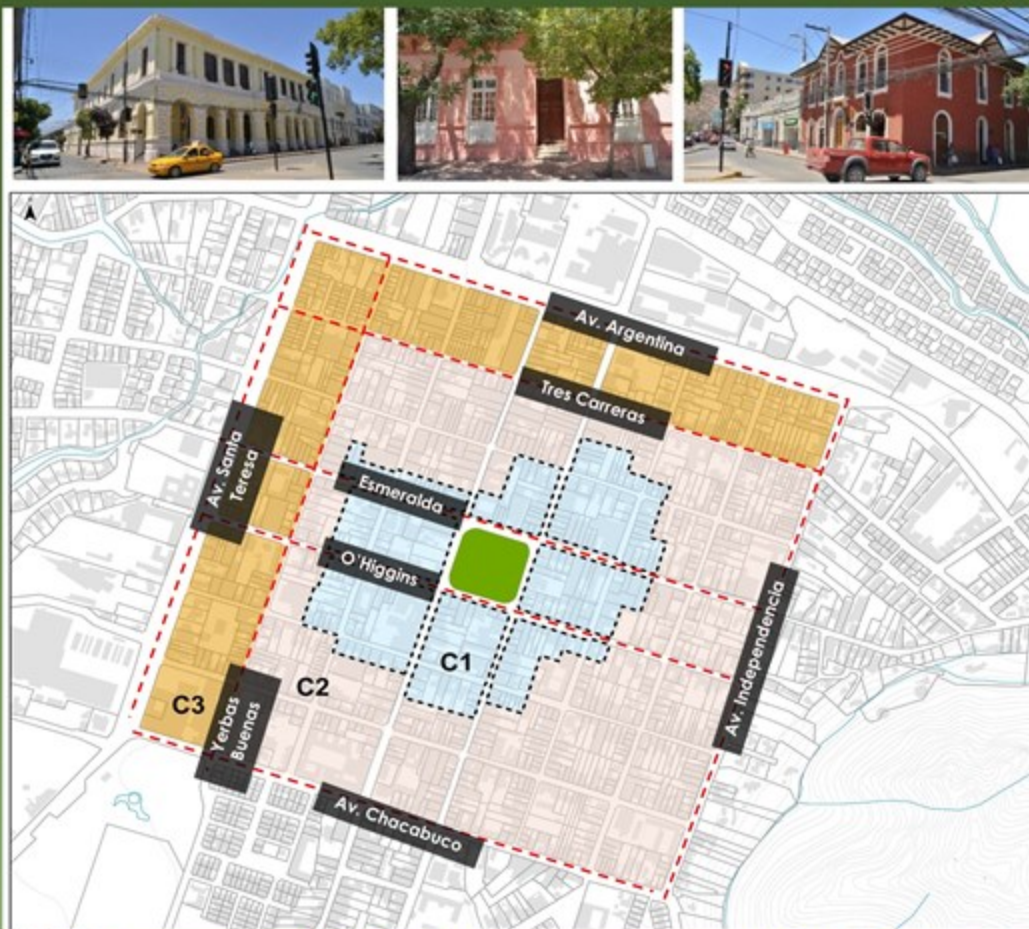 Av. Argentina
Tres Carreras
Av. Santa
Teresa
Esmeralda
O'Higgins
C1
C2
C3
Yerbas
Buenas
Av. Independencia
Av. Chacabuco